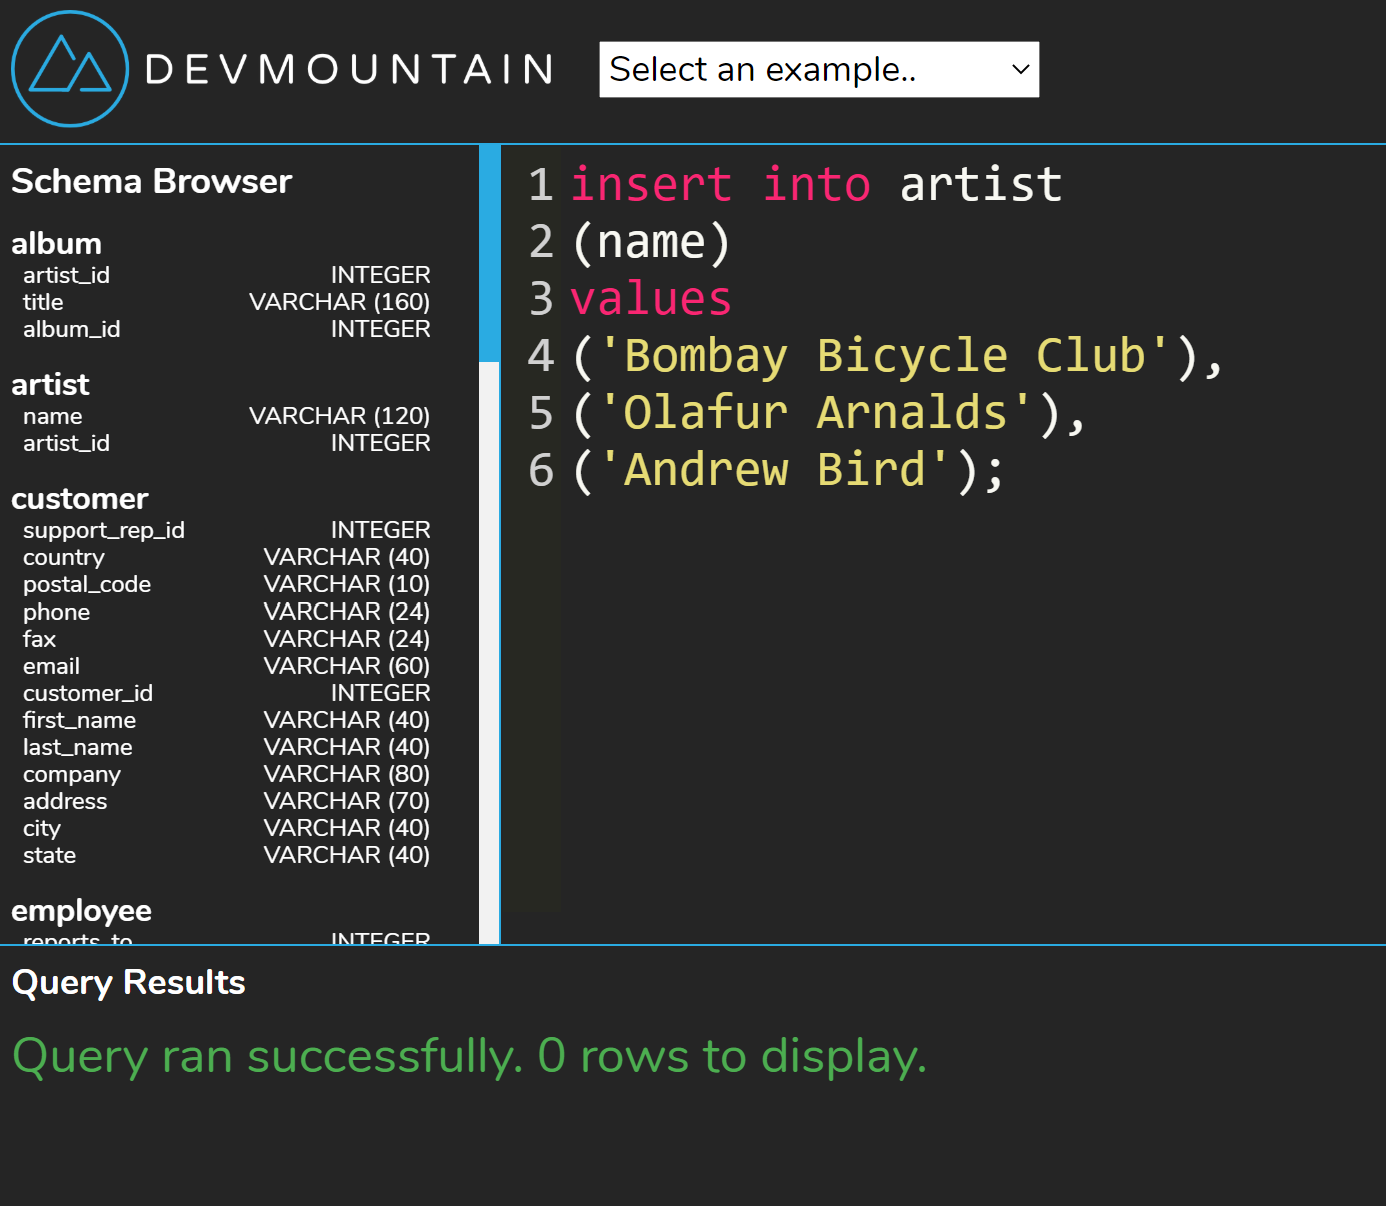 DEVMOUNTAIN
Select an example..
Schema Browser
album
artist_id INTEGER
title VARCHAR (160)
album_id INTEGER
artist
name VARCHAR (120)
artist_id INTEGER
customer
support_rep_id INTEGER
country VARCHAR (40)
postal_code VARCHAR (10)
phone VARCHAR (24)
fax VARCHAR (24)
email VARCHAR (60)
customer_id INTEGER
first_name VARCHAR (40)
last_name VARCHAR (40)
company VARCHAR (80)
address VARCHAR (70)
city VARCHAR (40)
state VARCHAR (40)
employee
reports_to INTEGER
1 insert into artist
2 (name)
3 values
4 ('Bombay Bicycle Club'),
5 ('Olafur Arnalds'),
6 ('Andrew Bird');
Query Results
Query ran successfully. 0 rows to display.